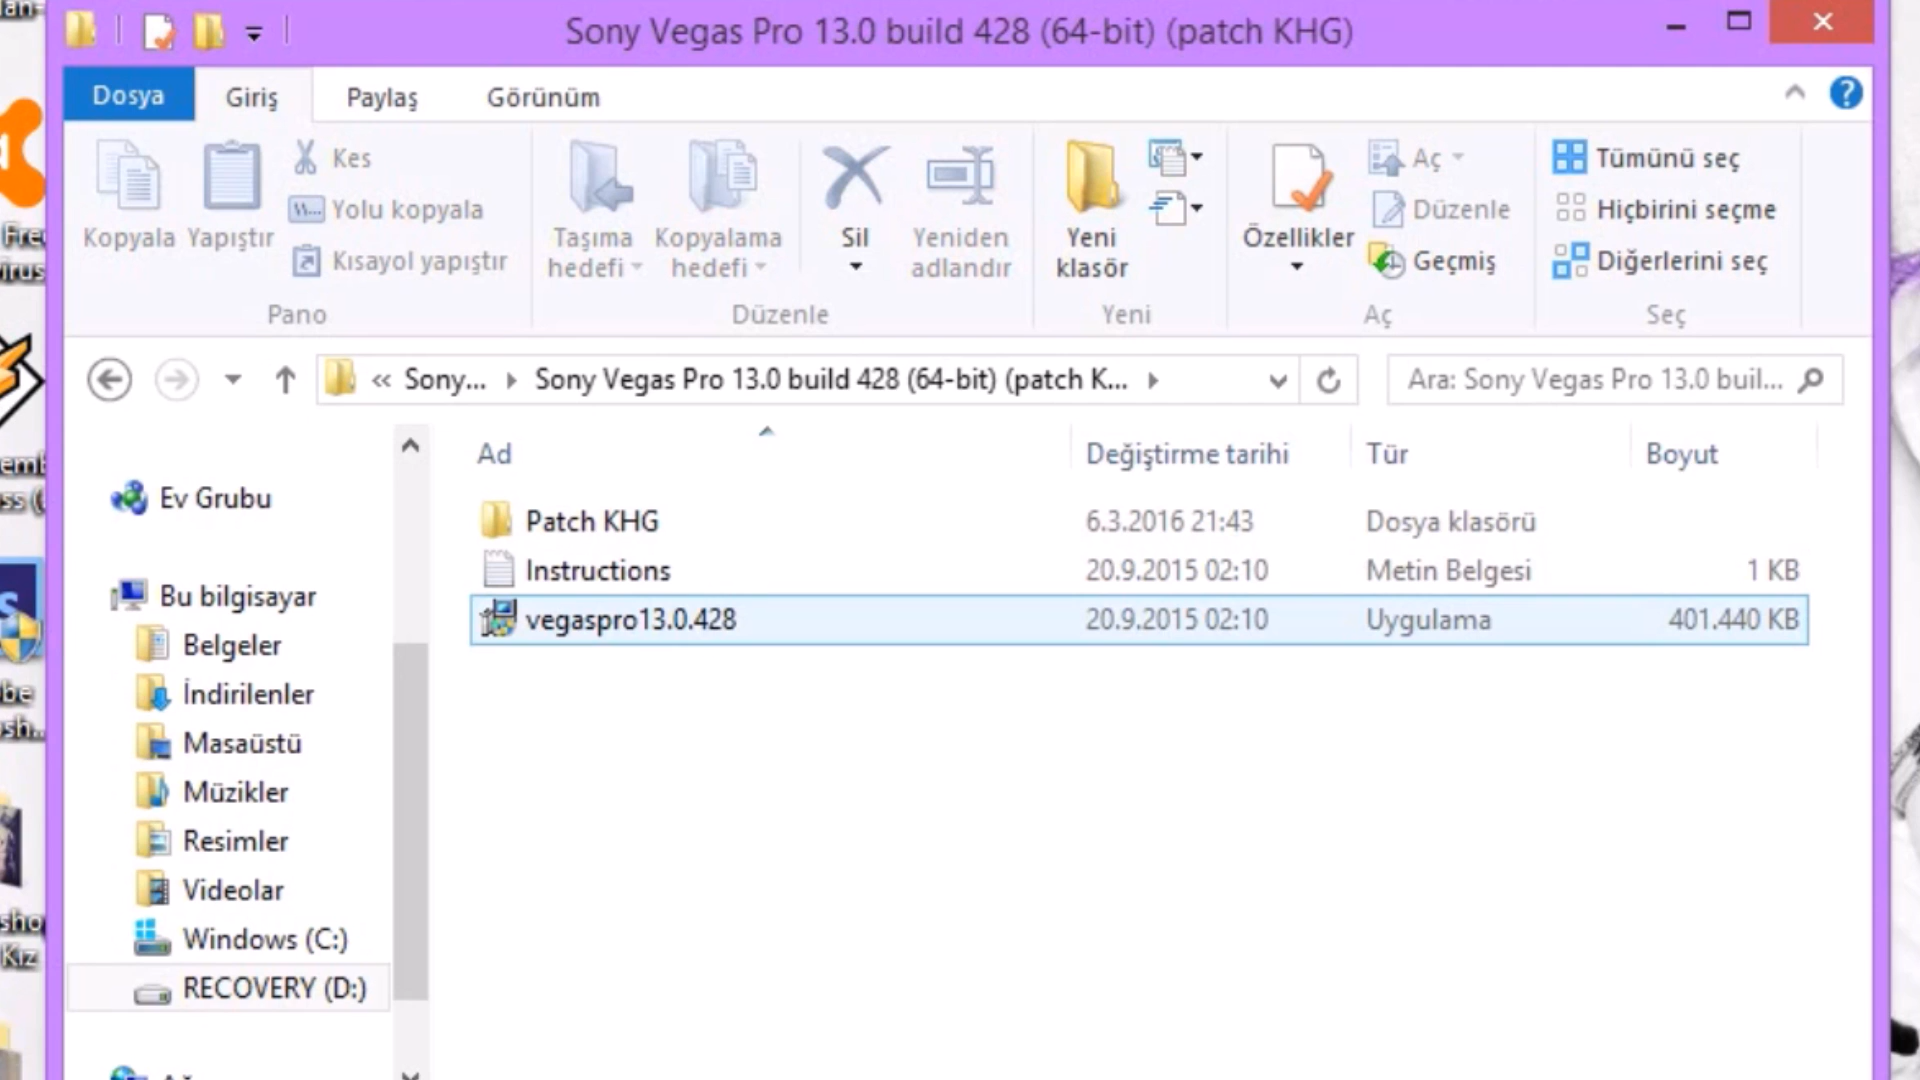 Sony Vegas Pro 13.0 build 428 (64-bit) (patch KHG)
Dosya Giriş Paylaş Görünüm
Kopyala
Yapıştır
Kes
Yolu kopyala
Kısayol yapıştır
Pano
Taşıma hedefi
Kopyalama hedefi
Sil
Yeniden adlandır
Düzenle
Yeni klasör
Yeni
Özellikler
Aç
Düzenle
Geçmiş
Aç
Tümünü seç
Hiçbirini seçme
Diğerlerini seç
Seç
« Sony... Sony Vegas Pro 13.0 build 428 (64-bit) (patch K...
Ara: Sony Vegas Pro 13.0 buil...
Ev Grubu
Bu bilgisayar
Belgeler
İndirilenler
Masaüstü
Müzikler
Resimler
Videolar
Windows (C:)
RECOVERY (D:)
Ad Değiştirme tarihi Tür Boyut
Patch KHG 6.3.2016 21:43 Dosya klasörü
Instructions 20.9.2015 02:10 Metin Belgesi 1 KB
vegaspro13.0.428 20.9.2015 02:10 Uygulama 401.440 KB
Kız